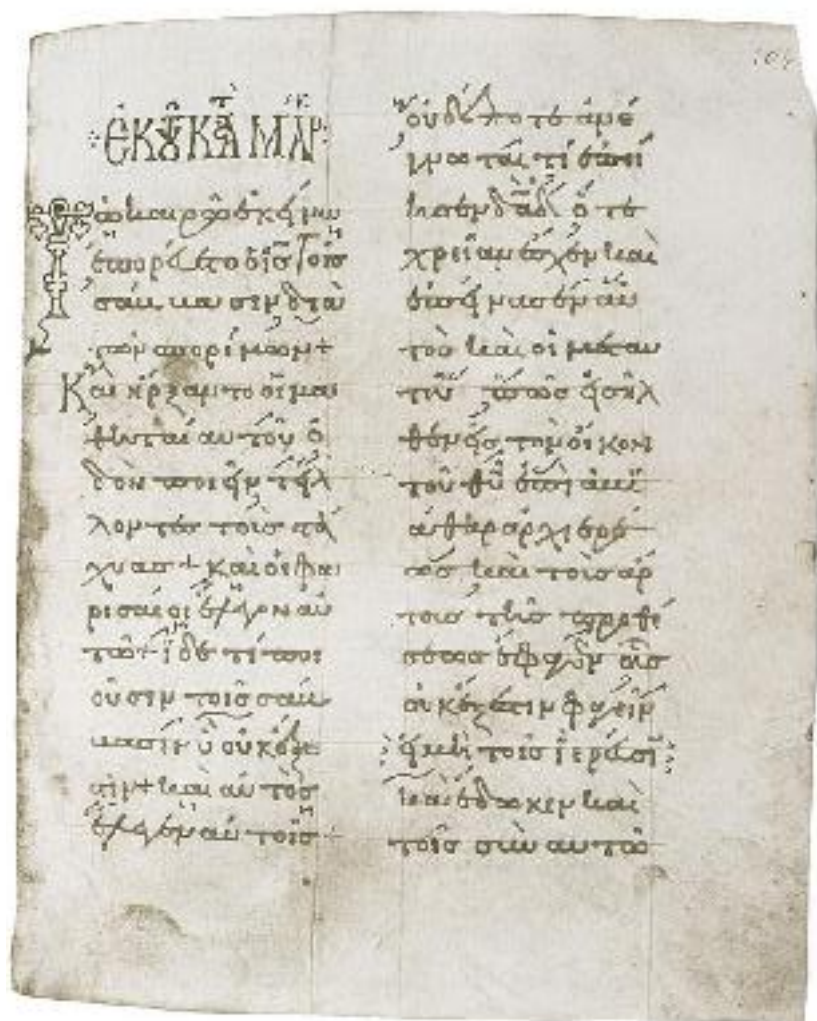 ἘΚ ΤΟΥ ΚΑΤ ΜΑΡ
Τῶ καιρῶ ἐκείνω
ἐπορεύετο ὁ ἰς τοῖς
σάββασιν διὰ
τῶν σπορίμων +
Καὶ ἤρξαντο οἱ μα
θηταὶ αὐτοῦ ὁ
δὸν ποιεῖν τίλ
λοντες τοὺς στά
χυας + καὶ οἱ φα
ρισαῖοι ἔλεγον αὐ
τῶ + ἴδε τί ποι
οῦσιν τοῖς σάβ
βασιν ὃ οὐκ ἔξε
στιν + καὶ αὐτὸς
ἔλεγεν αὐτοῖς +
οὐδέποτε ἀνέ
γνωτε τί ἐποί
ησεν δαδ ὅτε
χρείαν ἔσχεν καὶ
ἐπείνασεν αὐ
τὸς καὶ οἱ μετ αὐ
τοῦ πῶς εἰσῆλ
θεν εἰς τὸν οἶκον
τοῦ θυ ἐπὶ ἀβι
άθαρ ἀρχιερέ
ως καὶ τοὺς ἄρ
τους τῆς προθέ
σεως ἔφαγεν οὓς
οὐκ ἔξεστιν φαγεῖν
εἰ μὴ τοῖς ἱερεῦσι
καὶ ἔδωκεν καὶ
τοῖς σὺν αὐτῶ